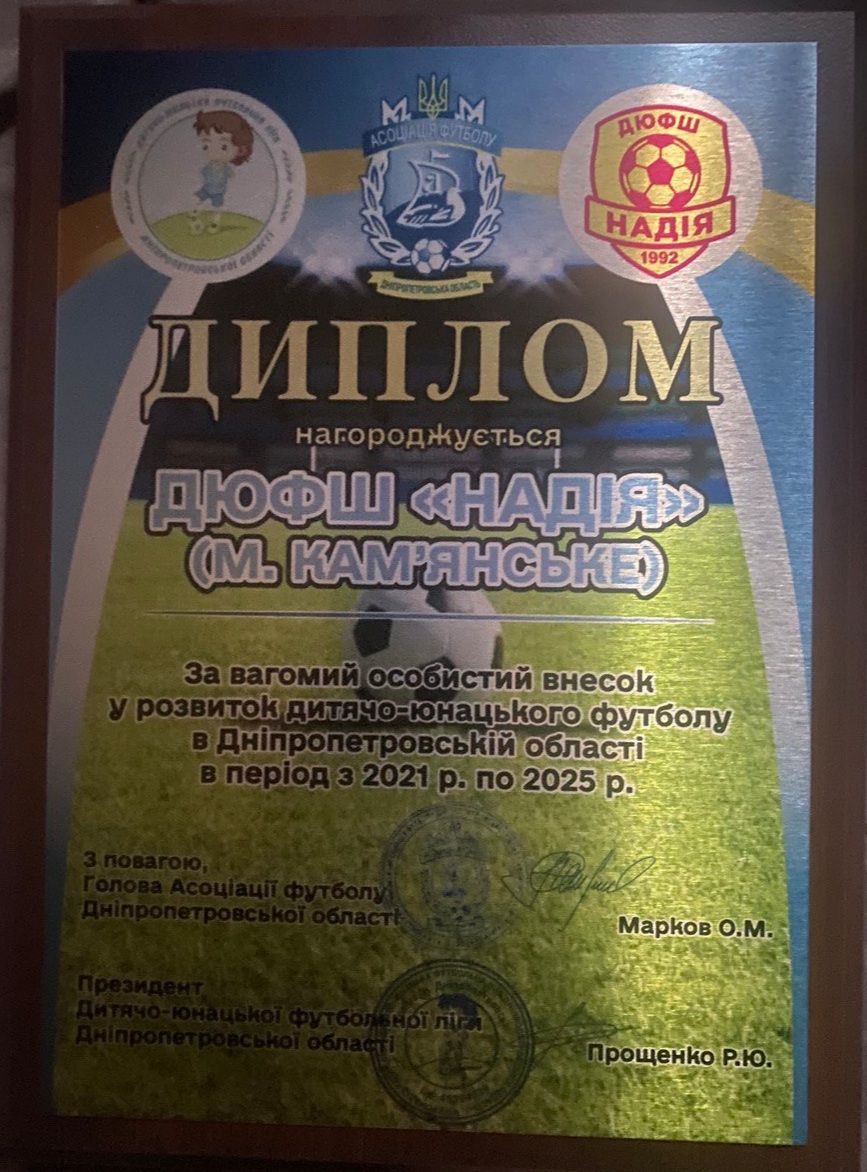 ДНІПРОПЕТРОВСЬКОЇ ОБЛАСТІ
АСОЦІАЦІЯ ФУТБОЛУ
ДНІПРОПЕТРОВСЬКА ОБЛАСТЬ
ДЮФШ
НАДІЯ
1992
ДИПЛОМ
нагороджується
ДЮФШ «НАДІЯ»
(М. КАМ'ЯНСЬКЕ)
За вагомий особистий внесок
у розвиток дитячо-юнацького футболу
в Дніпропетровській області
в період з 2021 р. по 2025 р.
З повагою,
Голова Асоціації футболу
Дніпропетровської області
Марков О.М.
Президент
Дитячо-юнацької футбольної ліги
Дніпропетровської області
Прощенко Р.Ю.